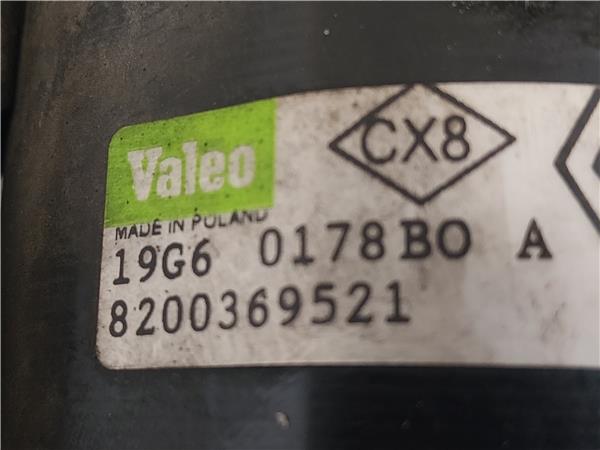 Valeo
CX8
MADE IN POLAND
19G6 0178BO A
8200369521